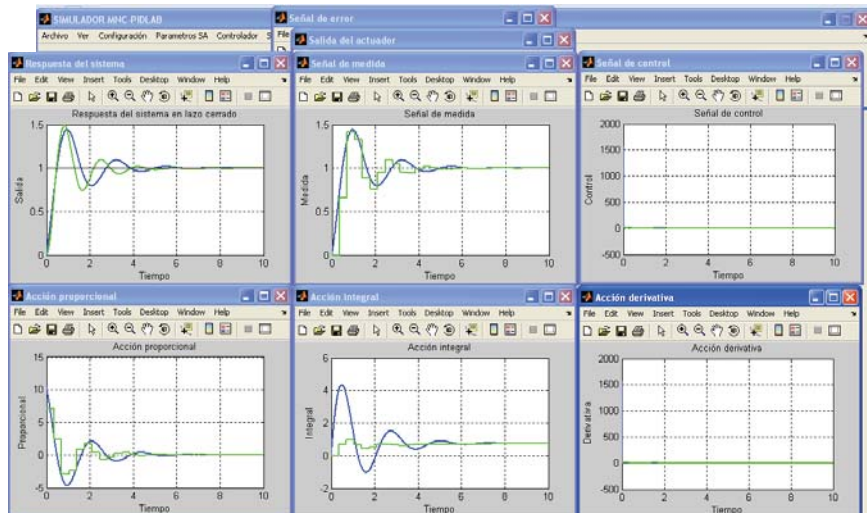 SIMULADOR MNC-PIDLAB
Archivo Ver Configuración Parametros SA Controlador
Señal de error
Salida del actuador
Respuesta del sistema
File Edit View Insert Tools Desktop Window Help
Respuesta del sistema en lazo cerrado
Salida
1.5
1
0.5
0
0 2 4 6 8 10
Tiempo
Señal de medida
File Edit View Insert Tools Desktop Window Help
Señal de medida
Medida
1.5
1
0.5
0
0 2 4 6 8 10
Tiempo
Señal de control
File Edit View Insert Tools Desktop Window Help
Señal de control
Control
2000
1500
1000
500
0
-500
0 2 4 6 8 10
Tiempo
Acción proporcional
File Edit View Insert Tools Desktop Window Help
Acción proporcional
Proporcional
15
10
5
0
-5
0 2 4 6 8 10
Tiempo
Acción integral
File Edit View Insert Tools Desktop Window Help
Acción integral
Integral
6
4
2
0
-2
0 2 4 6 8 10
Tiempo
Acción derivativa
File Edit View Insert Tools Desktop Window Help
Acción derivativa
Derivativa
2000
1500
1000
500
0
-500
0 2 4 6 8 10
Tiempo